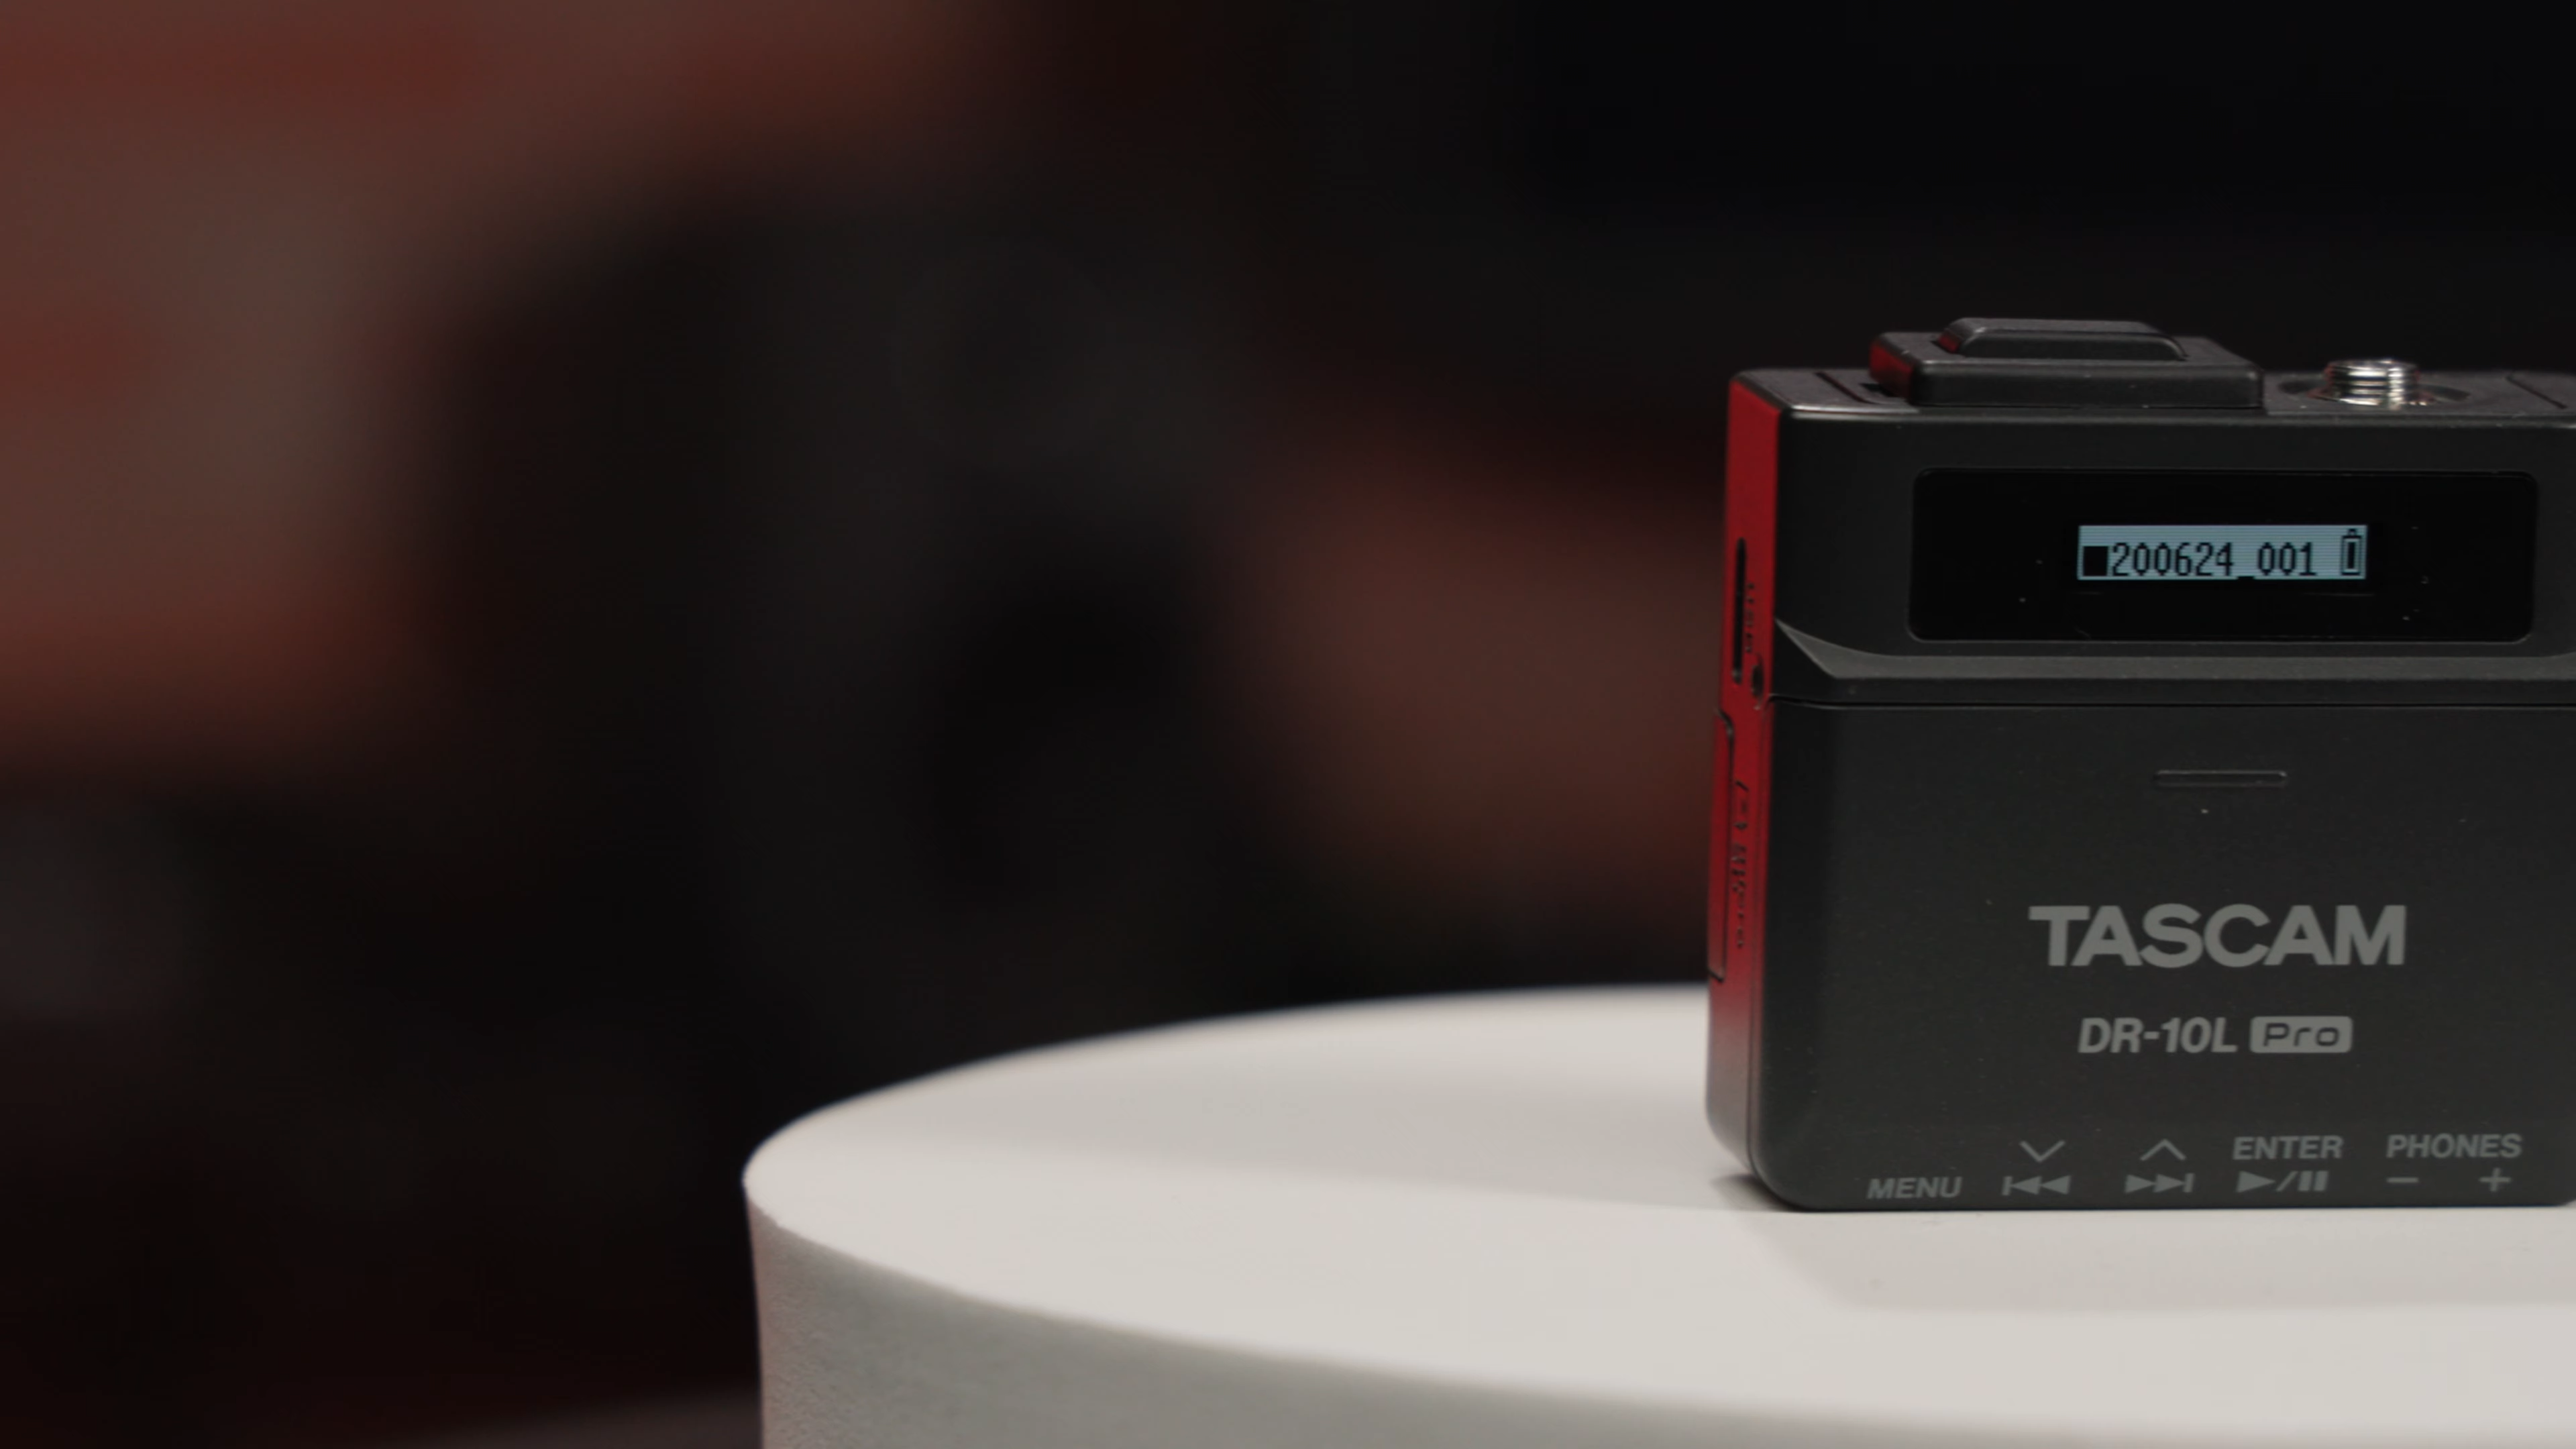 200624_001
TASCAM
DR-10L Pro
ENTER PHONES
MENU - +